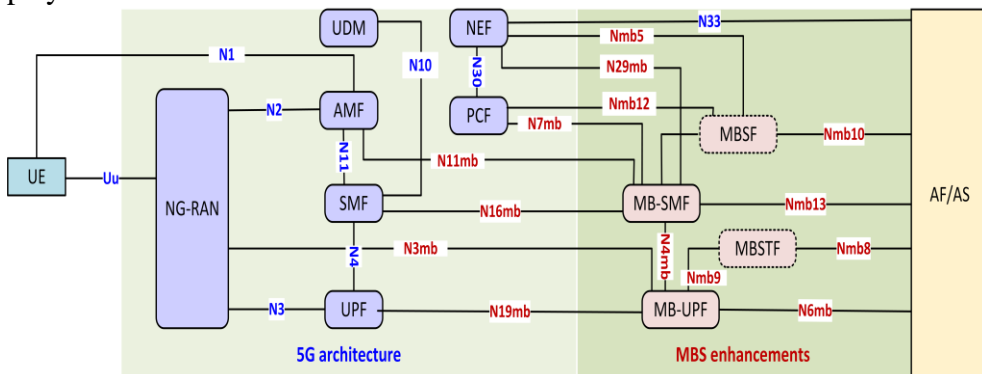 UDM
NEF
N33
Nmb5
N1
N10
N29mb
N30
N2
AMF
PCF
Nmb12
MBSF
Nmb10
N7mb
N11
N11mb
UE
Uu
NG-RAN
SMF
N16mb
MB-SMF
Nmb13
AF/AS
N3mb
N4
N4mb
MBSTF
Nmb8
Nmb9
N3
UPF
N19mb
MB-UPF
N6mb
5G architecture
MBS enhancements